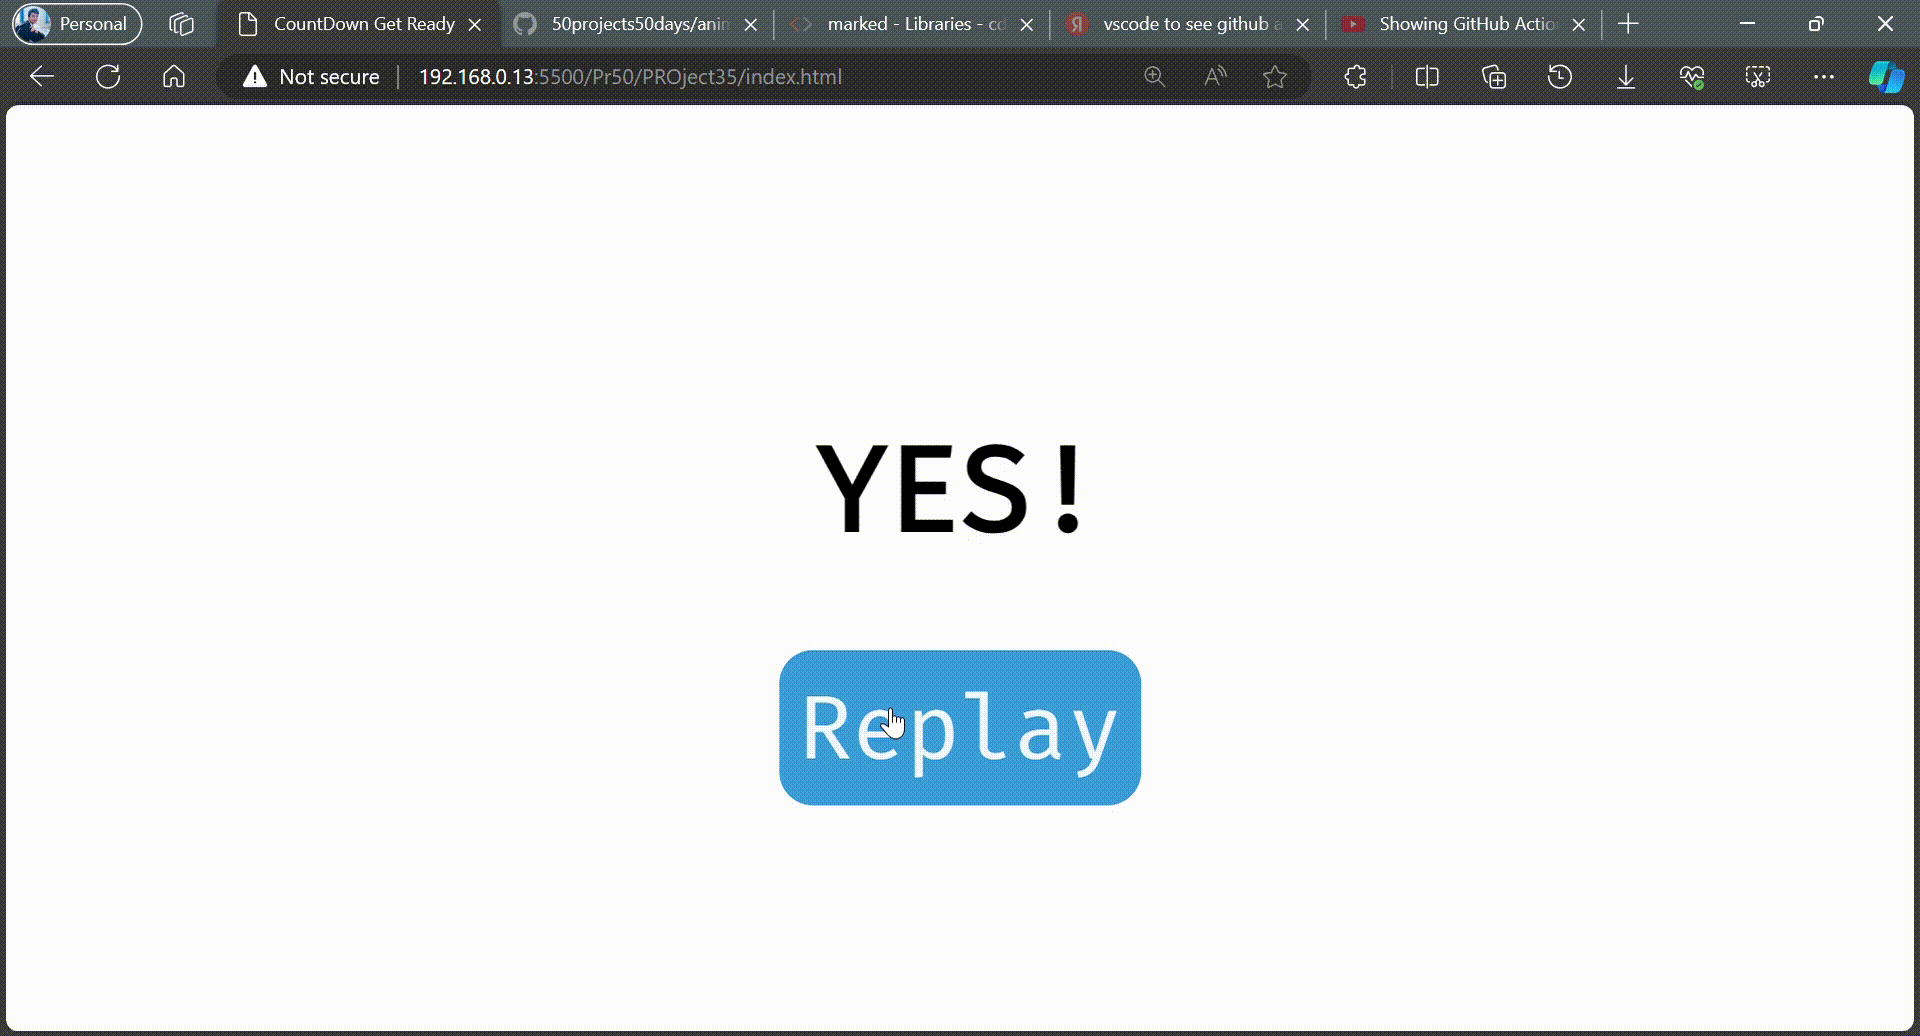 Personal
CountDown Get Ready
50projects50days/anin
marked - Libraries - cd
vscode to see github a
Showing GitHub Actio
Not secure
192.168.0.13:5500/Pr50/PROject35/index.html
YES!
Replay